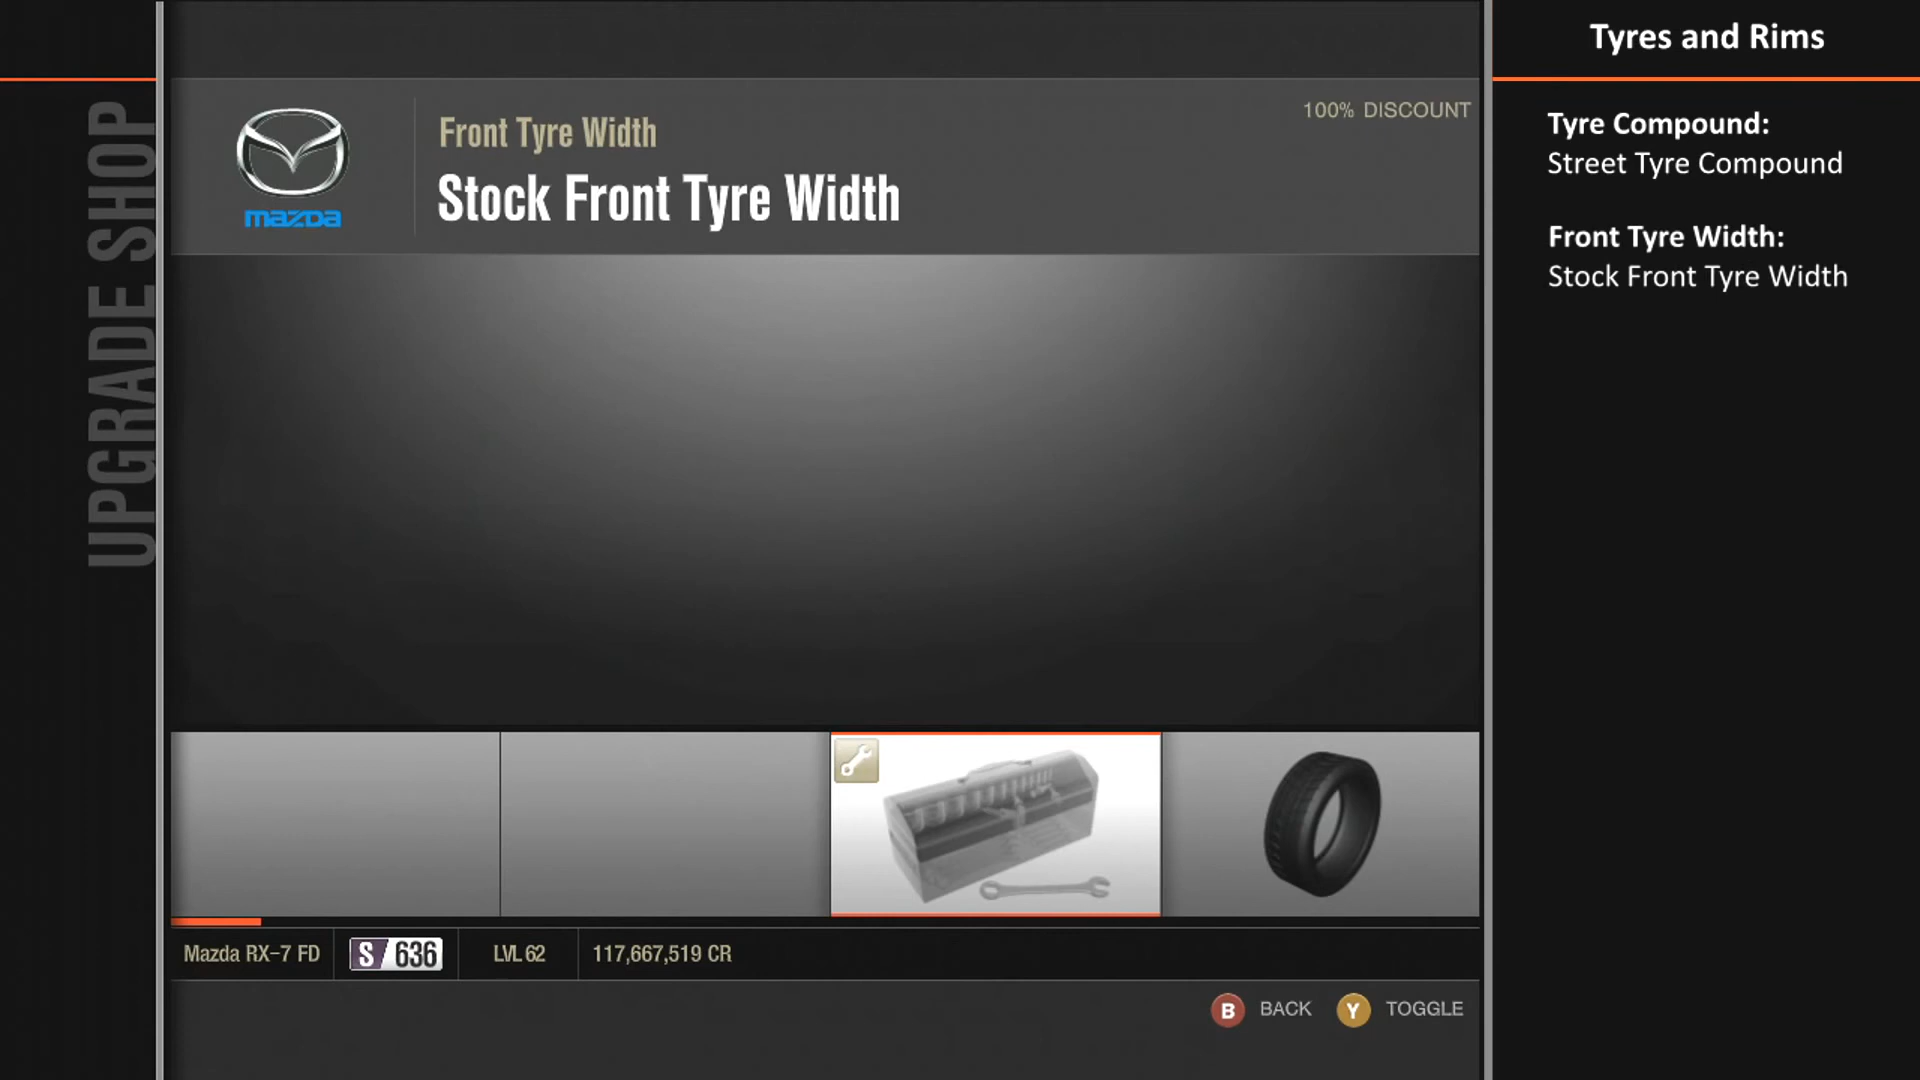 UPGRADE SHOP
mazda
Front Tyre Width
Stock Front Tyre Width
100% DISCOUNT
Mazda RX-7 FD
S 636
LVL 62
117,667,519 CR
B BACK
Y TOGGLE
Tyres and Rims
Tyre Compound:
Street Tyre Compound
Front Tyre Width:
Stock Front Tyre Width